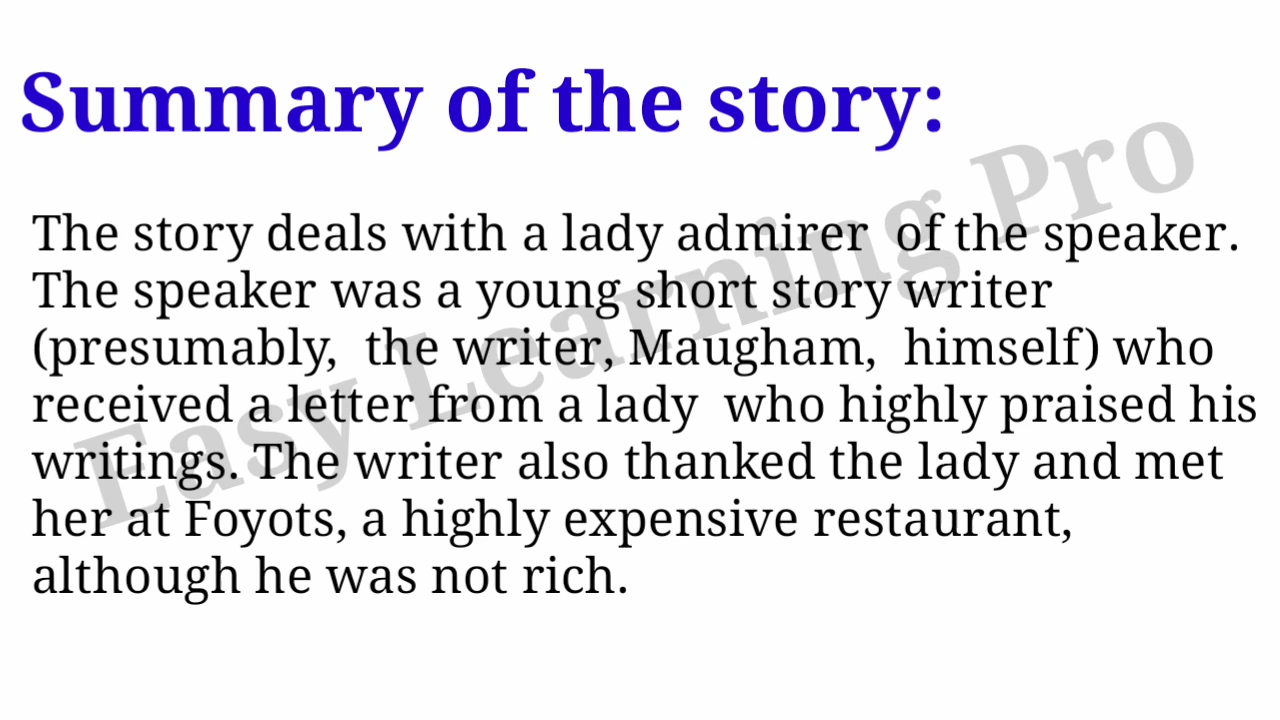 Summary of the story:
The story deals with a lady admirer of the speaker.
The speaker was a young short story writer
(presumably, the writer, Maugham, himself) who
received a letter from a lady who highly praised his
writings. The writer also thanked the lady and met
her at Foyots, a highly expensive restaurant,
although he was not rich.
Easy Learning Pro